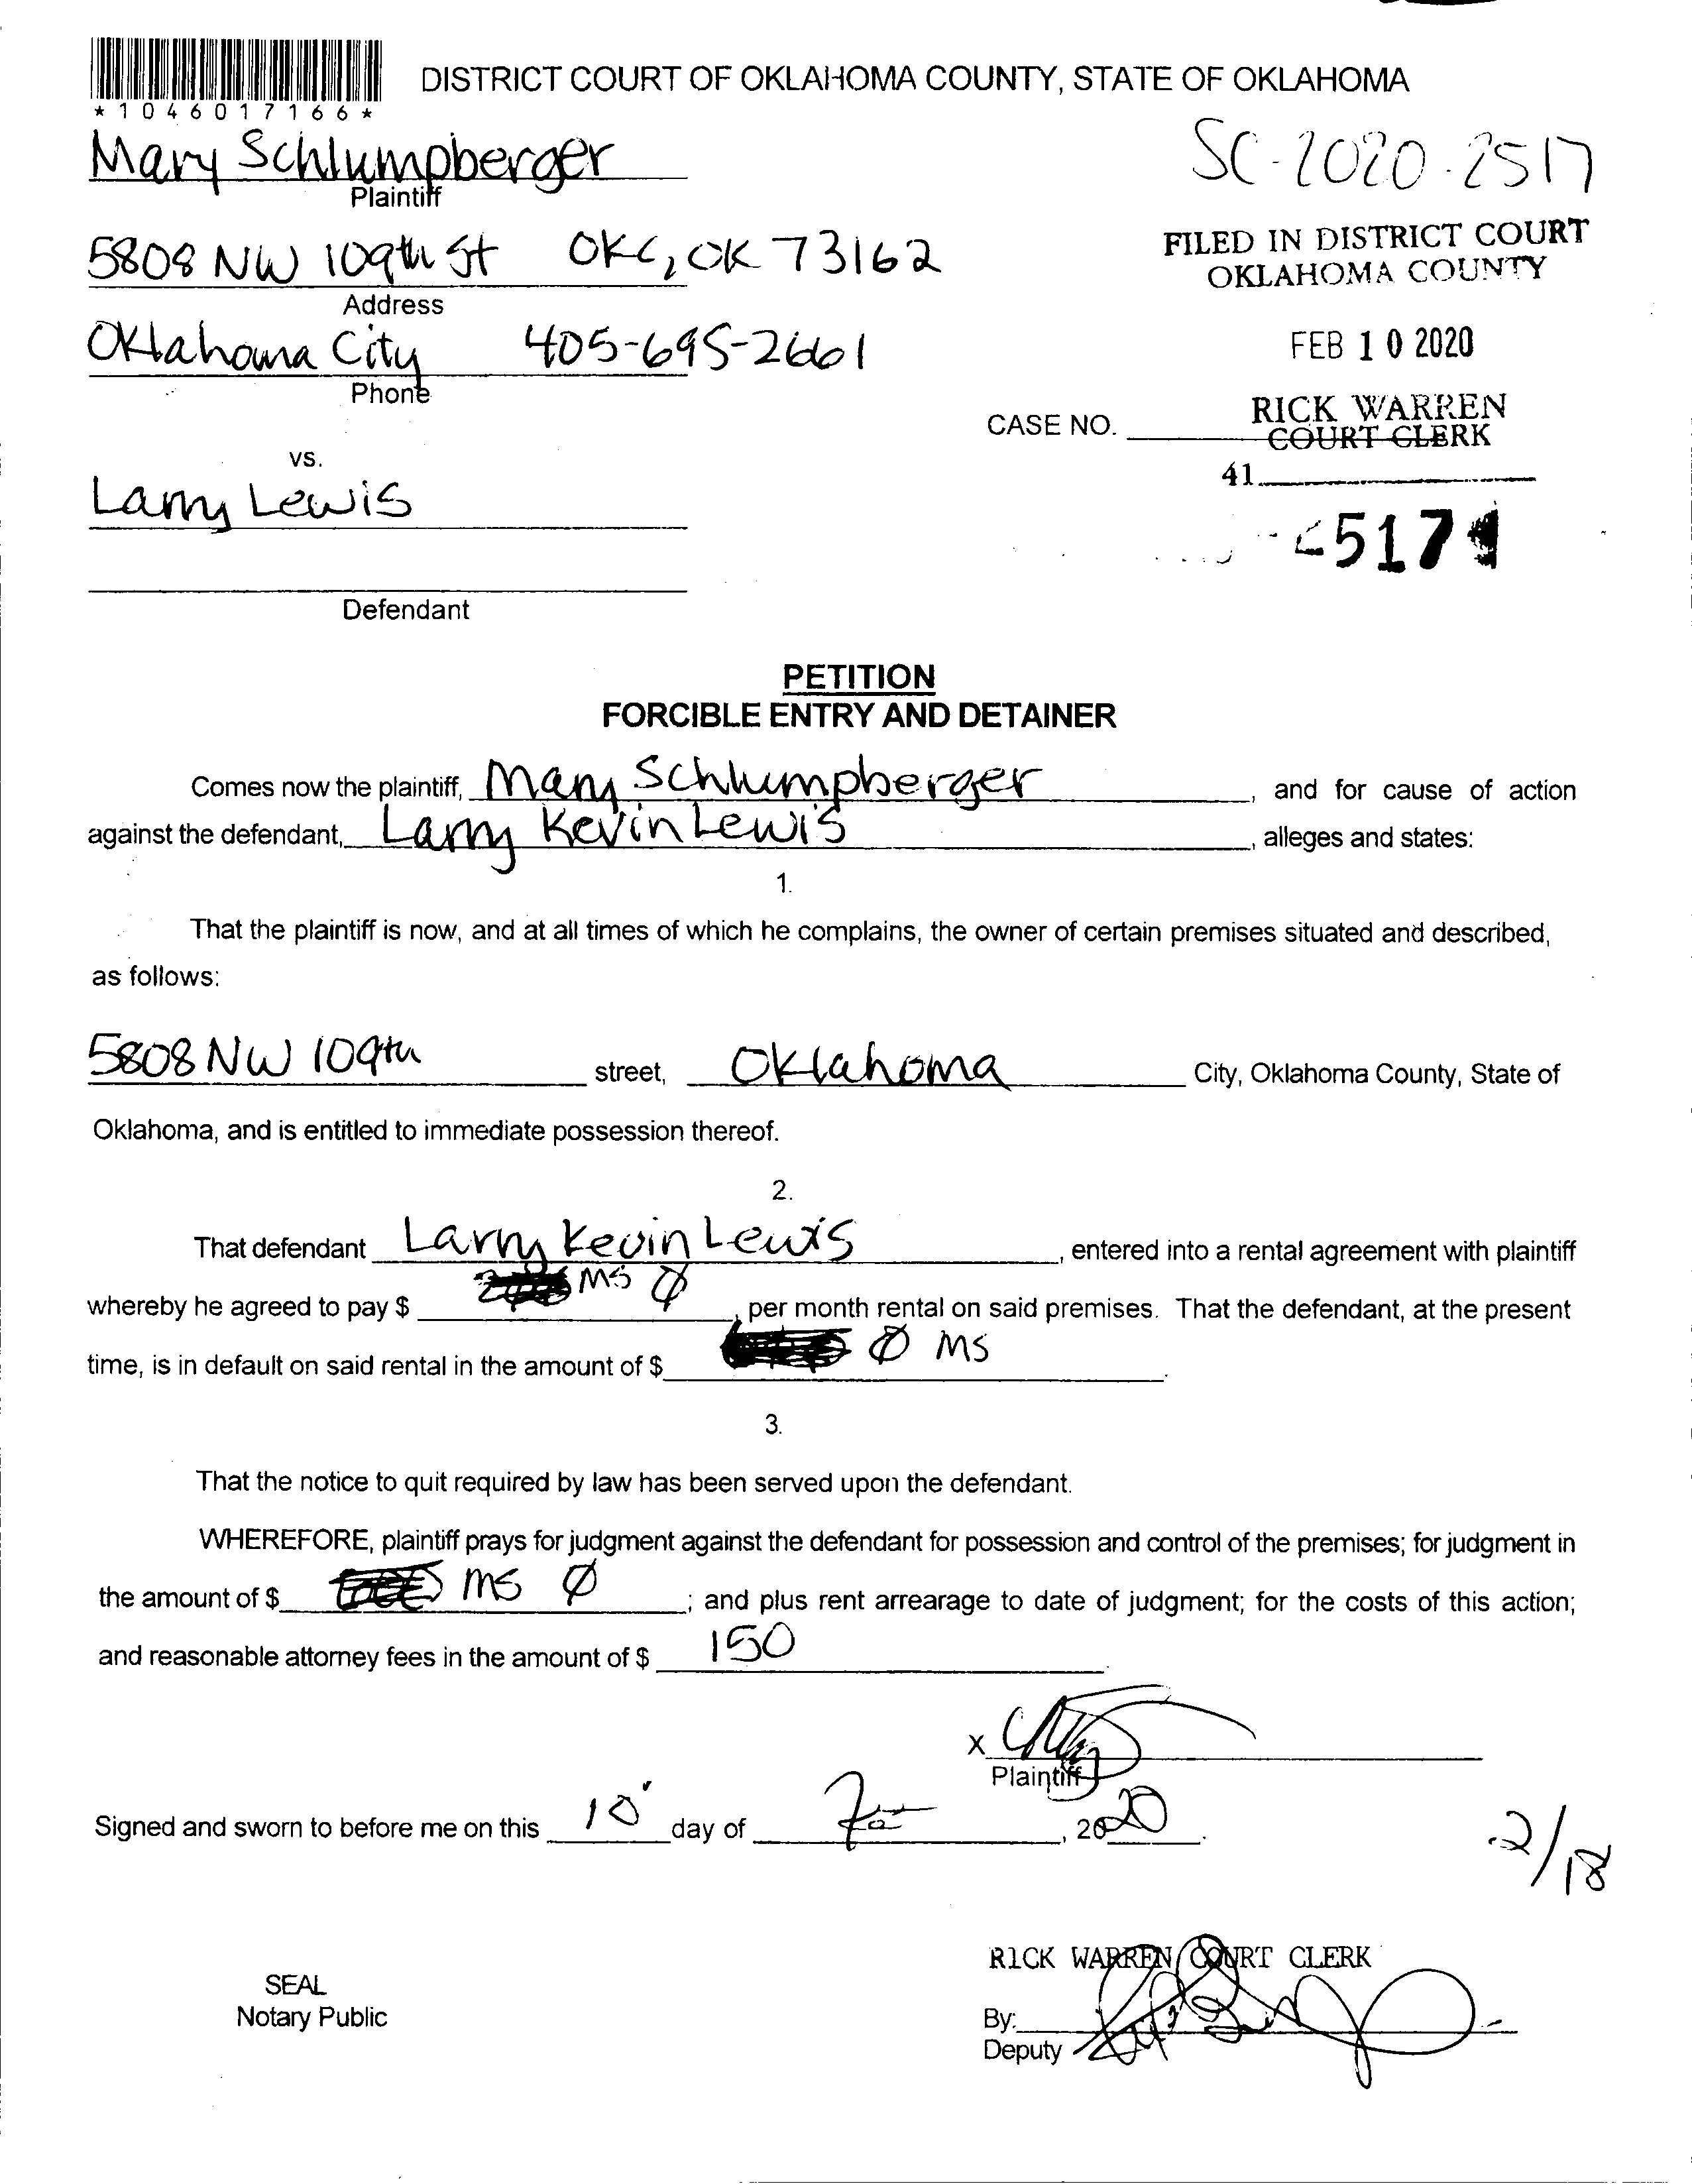 DISTRICT COURT OF OKLAHOMA COUNTY, STATE OF OKLAHOMA
*1046017166*
Mary Schlumpberger
Plaintiff
SC-2020-2517
5808 NW 109th St OKC, OK 73162
Address
FILED IN DISTRICT COURT
OKLAHOMA COUNTY
Oklahoma City 405-695-2661
Phone
FEB 10 2020
RICK WARREN
COURT CLERK
CASE NO.
41
vs.
Larry Lewis
517
Defendant
PETITION
FORCIBLE ENTRY AND DETAINER
Comes now the plaintiff, Mary Schlumpberger, and for cause of action
against the defendant, Larry Kevin Lewis, alleges and states:
1.
That the plaintiff is now, and at all times of which he complains, the owner of certain premises situated and described,
as follows:
5808 NW 109th street, Oklahoma City, Oklahoma County, State of
Oklahoma, and is entitled to immediate possession thereof.
2.
That defendant Larry Kevin Lewis, entered into a rental agreement with plaintiff
whereby he agreed to pay $ MS Ø, per month rental on said premises. That the defendant, at the present
time, is in default on said rental in the amount of $ Ø MS.
3.
That the notice to quit required by law has been served upon the defendant.
WHEREFORE, plaintiff prays for judgment against the defendant for possession and control of the premises; for judgment in
the amount of $ MS Ø; and plus rent arrearage to date of judgment; for the costs of this action;
and reasonable attorney fees in the amount of $ 150.
X
Plaintiff
Signed and sworn to before me on this 10 day of , 2020.
2/18
RICK WARREN COURT CLERK
SEAL
Notary Public
By:
Deputy